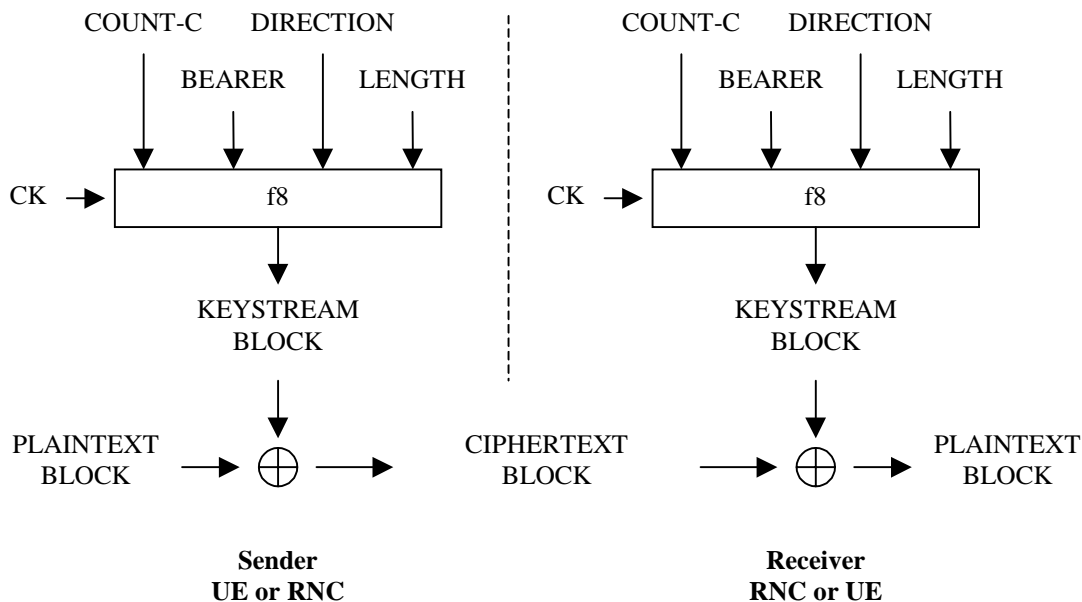 COUNT-C DIRECTION
BEARER LENGTH
CK
f8
KEYSTREAM
BLOCK
PLAINTEXT
BLOCK
Sender
UE or RNC
CIPHERTEXT
BLOCK
COUNT-C DIRECTION
BEARER LENGTH
CK
f8
KEYSTREAM
BLOCK
PLAINTEXT
BLOCK
Receiver
RNC or UE